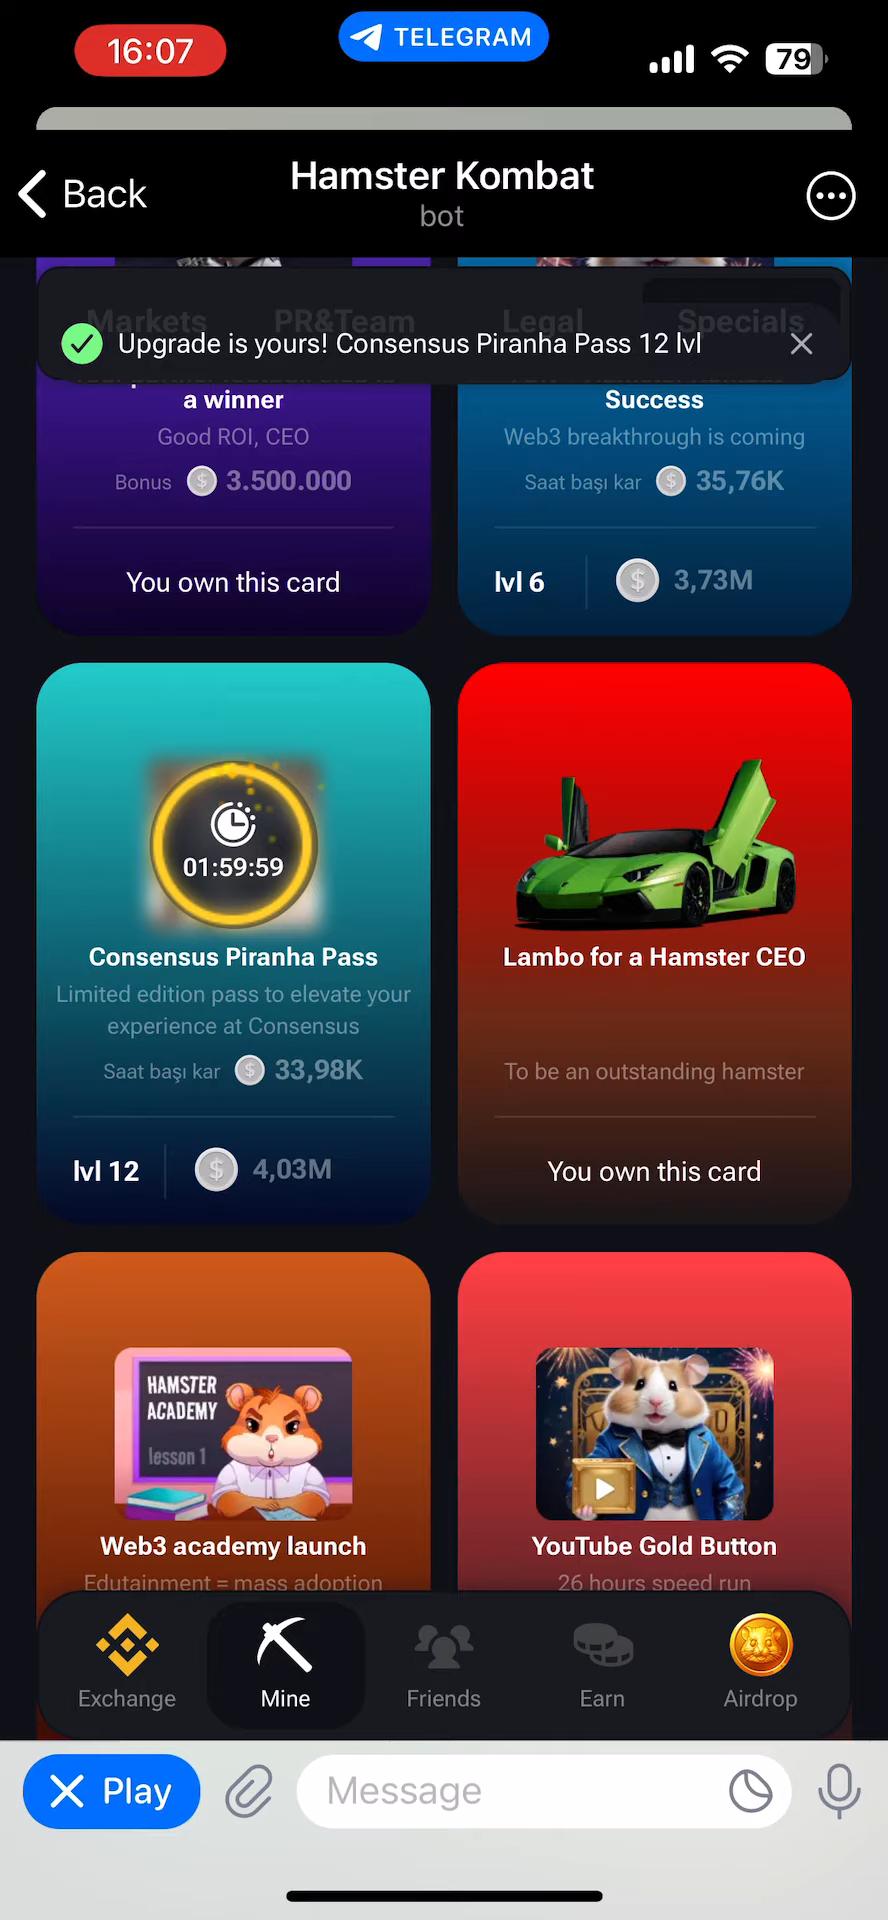 16:07
TELEGRAM
79
Back
Hamster Kombat
bot
Markets
PR&Team
Legal
Specials
Upgrade is yours! Consensus Piranha Pass 12 lvl
a winner
Good ROI, CEO
Bonus 3.500.000
You own this card
Success
Web3 breakthrough is coming
Saat başı kar 35,76K
lvl 6 3,73M
01:59:59
Consensus Piranha Pass
Limited edition pass to elevate your
experience at Consensus
Saat başı kar 33,98K
lvl 12 4,03M
Lambo for a Hamster CEO
To be an outstanding hamster
You own this card
HAMSTER
ACADEMY
lesson 1
Web3 academy launch
Edutainment = mass adoption
YouTube Gold Button
26 hours speed run
Exchange
Mine
Friends
Earn
Airdrop
Play
Message